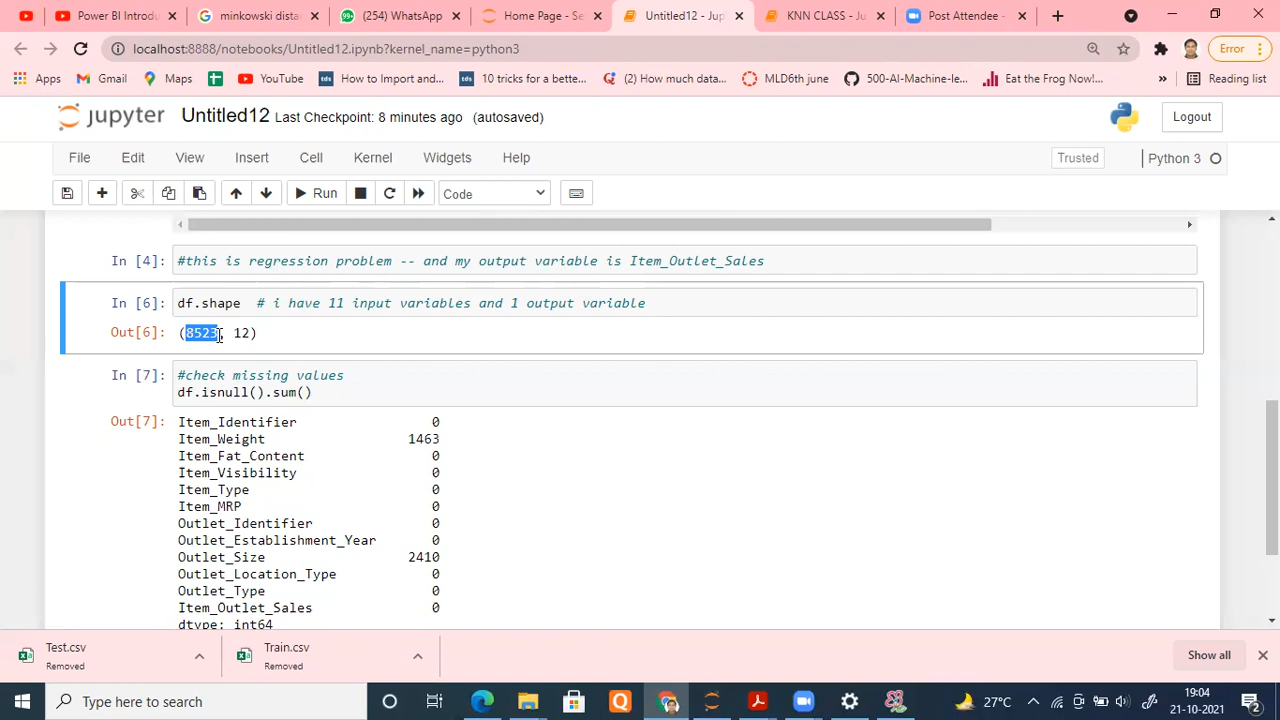 Power BI Introdu
minkowski dista
(254) WhatsApp
Home Page - Se
Untitled12 - Jup
KNN CLASS - Ju
Post Attendee -
localhost:8888/notebooks/Untitled12.ipynb?kernel_name=python3
Error
Apps
Gmail
Maps
YouTube
How to Import and...
10 tricks for a bette...
(2) How much data...
MLD6th june
500-AI-Machine-le...
Eat the Frog Now!...
»
Reading list
jupyter Untitled12 Last Checkpoint: 8 minutes ago (autosaved)
Logout
File Edit View Insert Cell Kernel Widgets Help
Trusted
Python 3
Run
Code
In [4]: #this is regression problem -- and my output variable is Item_Outlet_Sales
In [6]: df.shape # i have 11 input variables and 1 output variable
Out[6]: (8523, 12)
In [7]: #check missing values
df.isnull().sum()
Out[7]: Item_Identifier 0
Item_Weight 1463
Item_Fat_Content 0
Item_Visibility 0
Item_Type 0
Item_MRP 0
Outlet_Identifier 0
Outlet_Establishment_Year 0
Outlet_Size 2410
Outlet_Location_Type 0
Outlet_Type 0
Item_Outlet_Sales 0
dtype: int64
Test.csv
Removed
Train.csv
Removed
Show all
Type here to search
27°C
19:04
21-10-2021
2